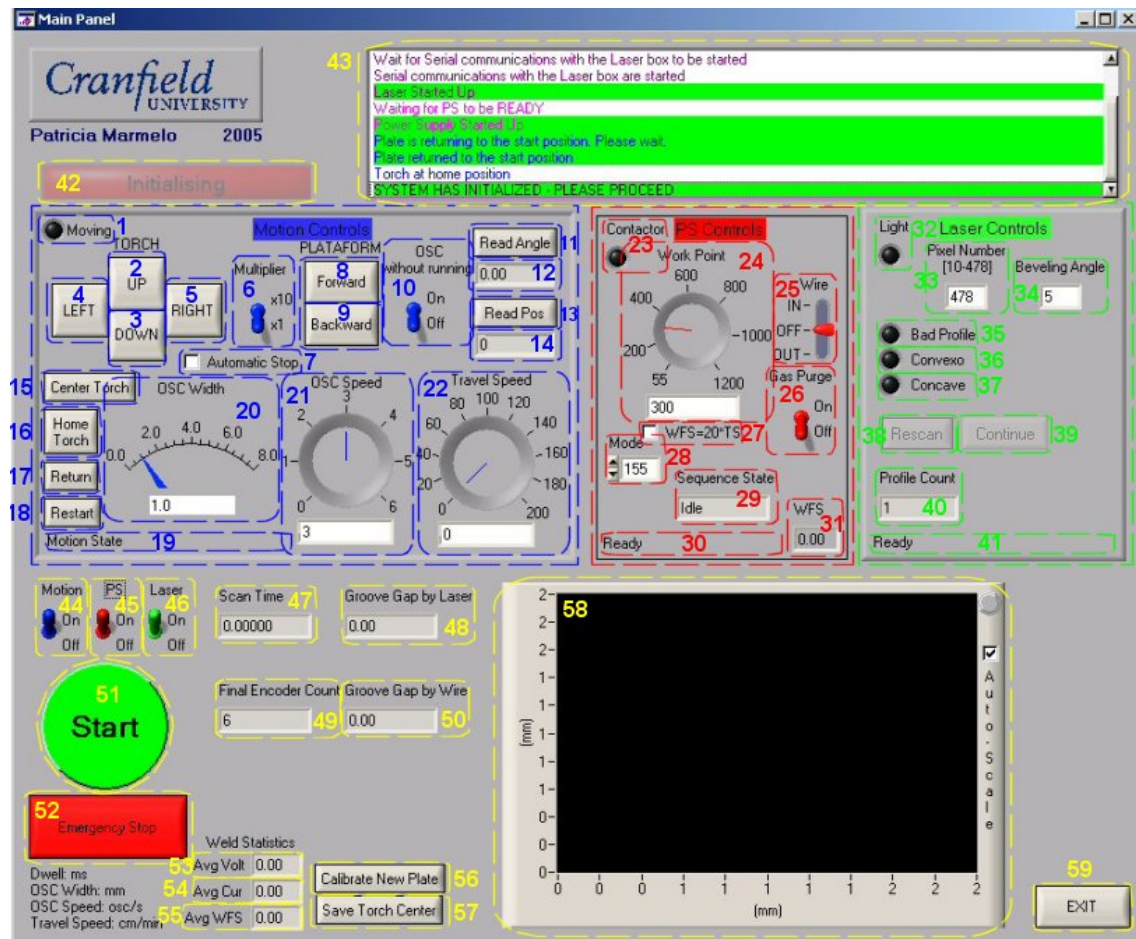 Main Panel
Cranfield
UNIVERSITY
Patricia Marmelo 2005
43
Wait for Serial communications with the Laser box to be started
Serial communications with the Laser box are started
Laser Started Up
Waiting for PS to be READY
Power Supply Started Up
Plate is returning to the start position. Please wait.
Plate returned to the start position
Torch at home position
SYSTEM HAS INITIALIZED - PLEASE PROCEED
42 Initialising
Moving 1
Motion Controls
TORCH
2
UP
4
LEFT
5
RIGHT
3
DOWN
Multiplier
6
x10
x1
PLATAFORM
8
Forward
9
Backward
OSC
without running
10
On
Off
Read Angle 11
0.00 12
Read Pos 13
0 14
Automatic Stop 7
15 Center Torch
16 Home
Torch
17 Return
18 Restart
Motion State 19
OSC Width 20
0.0 2.0 4.0 6.0 8.0
1.0
21 OSC Speed
0 1 2 3 4 5 6
3
22 Travel Speed
0 20 40 60 80 100 120 140 160 180 200
0
Contactor
23
PS Controls
Work Point 24
55 200 400 600 800 1000 1200
300
25 Wire
IN
OFF
OUT
Gas Purge
26
On
Off
WFS=20*TS
27
Mode
155 28
Sequence State
Idle 29
Ready 30
WFS
31
0.00
Light 32
Laser Controls
Pixel Number
[10-478]
33
478
Beveling Angle
34 5
Bad Profile 35
Convexo 36
Concave 37
38 Rescan
Continue 39
Profile Count
1 40
Ready 41
Motion
44
On
Off
PS
45
On
Off
Laser
46
On
Off
Scan Time 47
0.00000
Groove Gap by Laser
0.00 48
Final Encoder Count
6 49
Groove Gap by Wire
0.00 50
51
Start
52
Emergency Stop
Dwell: ms
OSC Width: mm
OSC Speed: osc/s
Travel Speed: cm/min
Weld Statistics
53 Avg Volt 0.00
54 Avg Cur 0.00
55 Avg WFS 0.00
Calibrate New Plate 56
Save Torch Center 57
58
2
2
2
1
1
1
1
1
0
0
0
(mm)
0 0 0 1 1 1 1 1 2 2 2
(mm)
Auto-Scale
59
EXIT